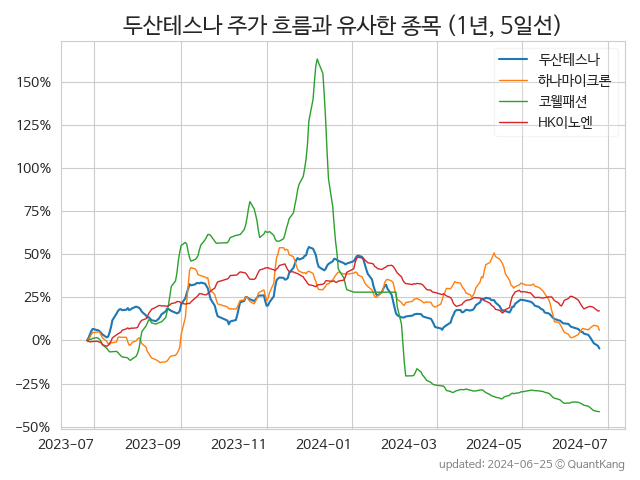 두산테스나 주가 흐름과 유사한 종목 (1년, 5일선)
두산테스나
하나마이크론
코웰패션
HK이노엔
150%
125%
100%
75%
50%
25%
0%
−25%
−50%
2023-07 2023-09 2023-11 2024-01 2024-03 2024-05 2024-07
updated: 2024-06-25 ⓒ QuantKang